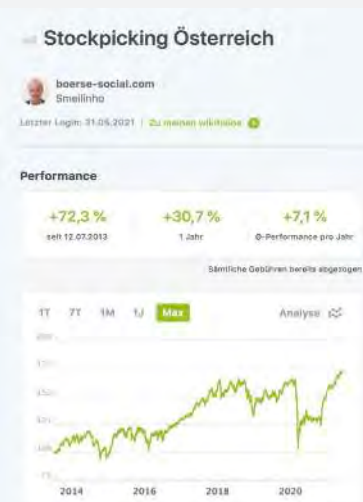 Stockpicking Österreich
boerse-social.com
Smeilinho
Letzter Login: 31.05.2021 | Zu meinen wikifolios
Performance
+72,3 % +30,7 % +7,1 %
seit 12.07.2013 1 Jahr Ø-Performance pro Jahr
Sämtliche Gebühren bereits abgezogen
1T 7T 1M 1J Max Analyse
2014 2016 2018 2020